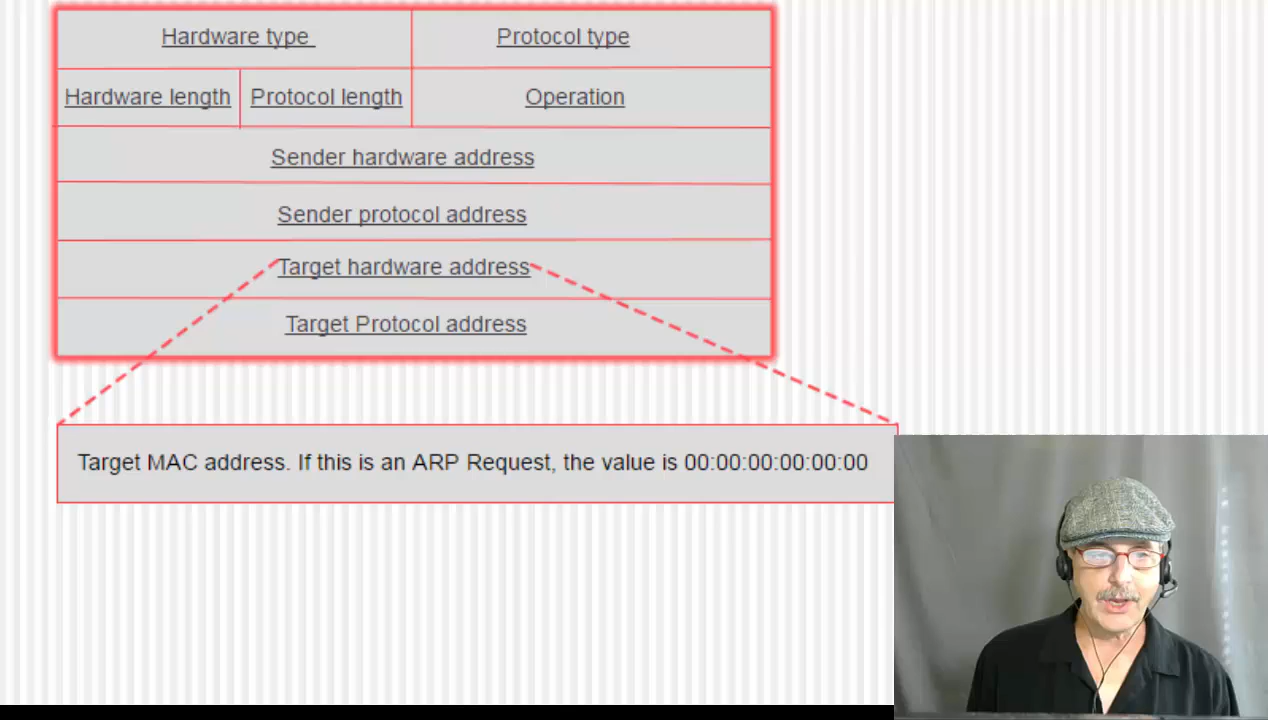 Hardware type
Protocol type
Hardware length
Protocol length
Operation
Sender hardware address
Sender protocol address
Target hardware address
Target Protocol address
Target MAC address. If this is an ARP Request, the value is 00:00:00:00:00:00